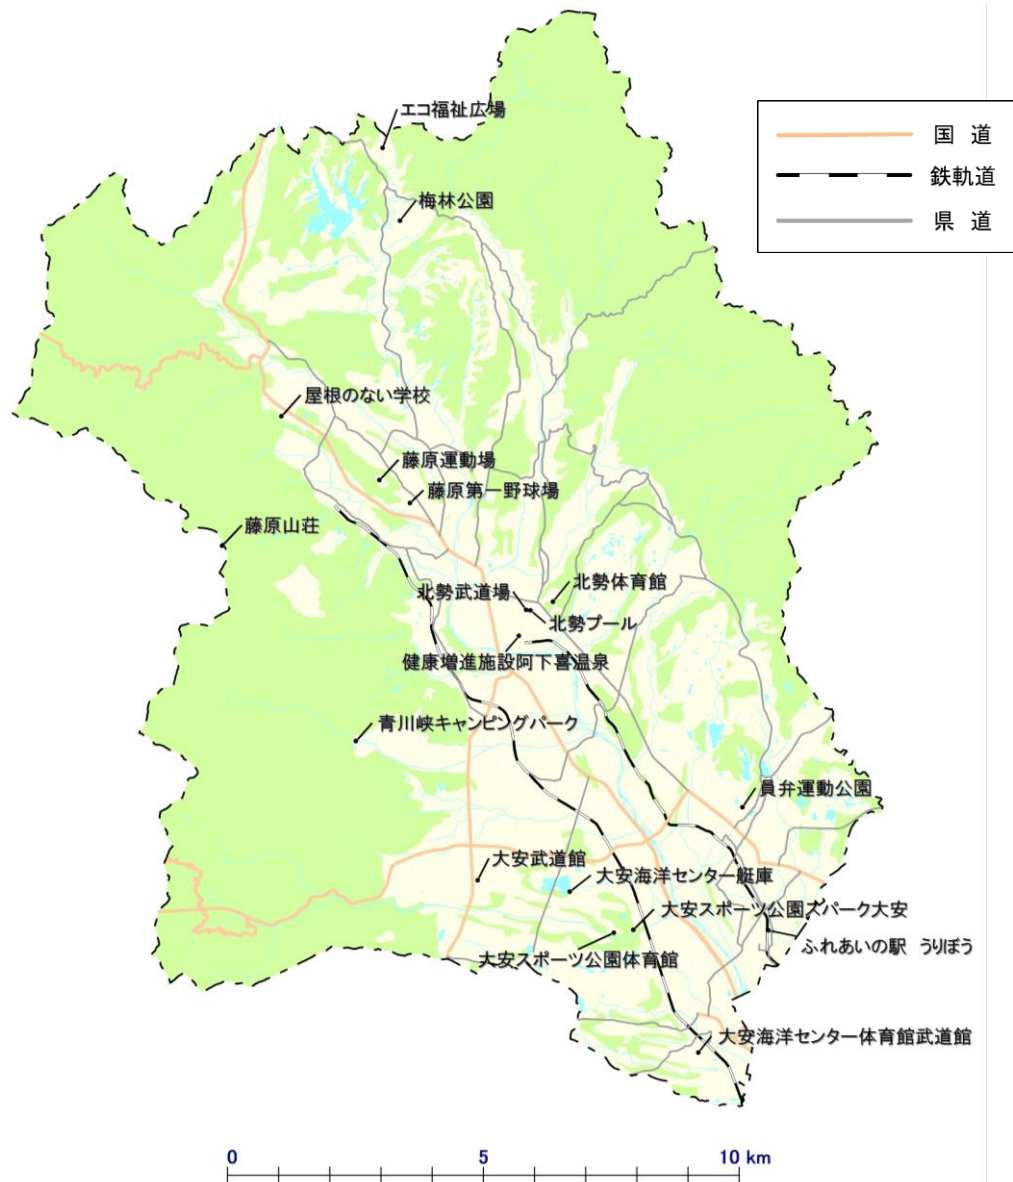 エコ福祉広場
国 道
鉄軌道
梅林公園
県 道
屋根のない学校
藤原運動場
藤原第一野球場
藤原山荘
北勢体育館
北勢武道場
北勢プール
健康増進施設阿下喜温泉
青川峡キャンピングパーク
員弁運動公園
大安武道館
大安海洋センター艇庫
大安スポーツ公園スパーク大安
ふれあいの駅 うりぼう
大安スポーツ公園体育館
大安海洋センター体育館武道館
0 5 10 km